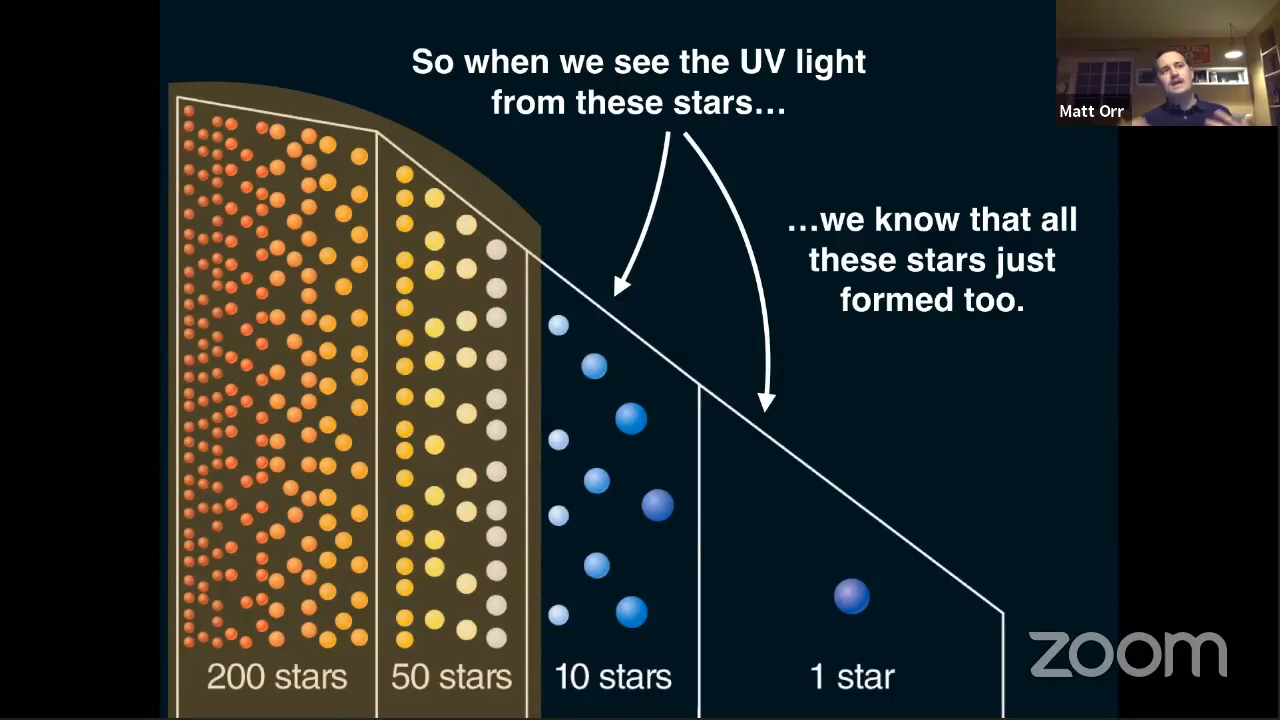 So when we see the UV light
from these stars…
Matt Orr
…we know that all
these stars just
formed too.
200 stars
50 stars
10 stars
1 star
zoom